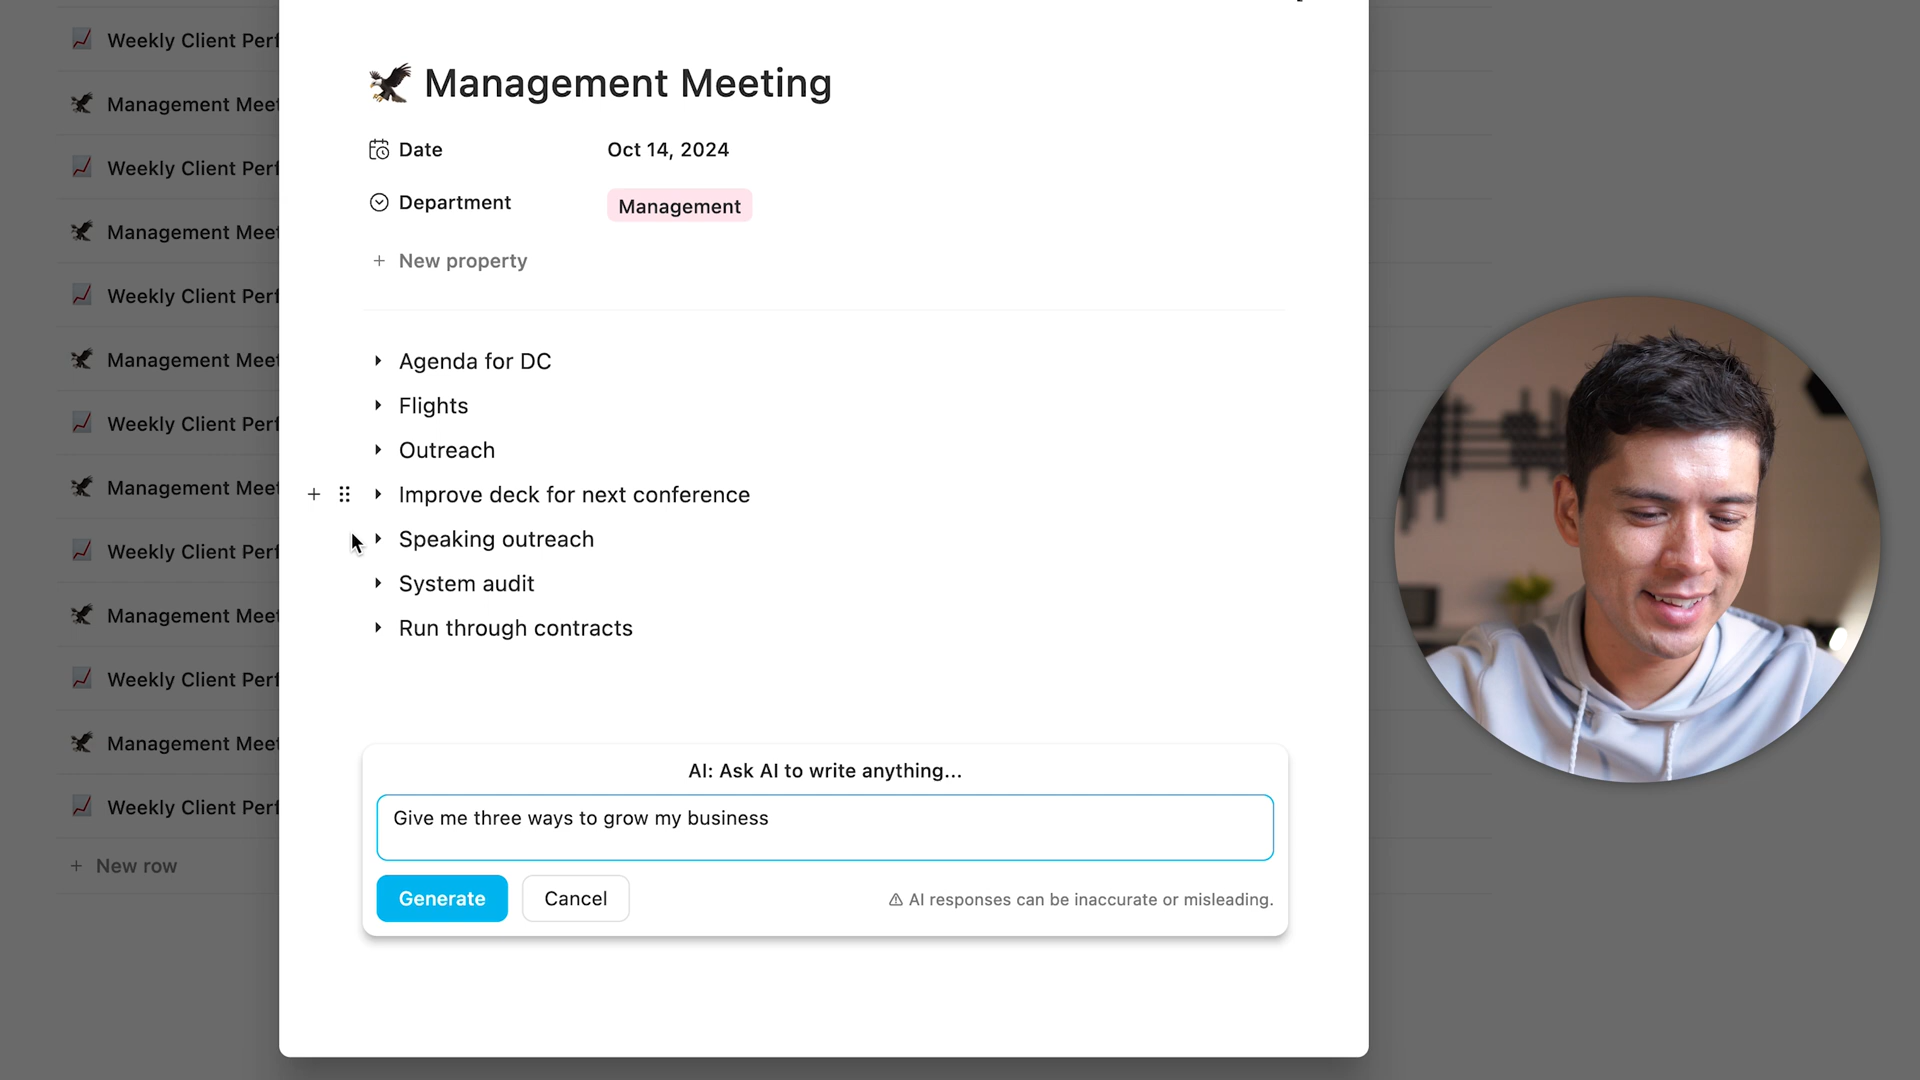 Weekly Client Perf
Management Meet
Weekly Client Perf
Management Meet
Weekly Client Perf
Management Meet
Weekly Client Perf
Management Meet
Weekly Client Perf
Management Meet
Weekly Client Perf
Management Meet
Weekly Client Perf
+ New row
Management Meeting
Date Oct 14, 2024
Department Management
+ New property
Agenda for DC
Flights
Outreach
Improve deck for next conference
Speaking outreach
System audit
Run through contracts
AI: Ask AI to write anything...
Give me three ways to grow my business
Generate Cancel AI responses can be inaccurate or misleading.